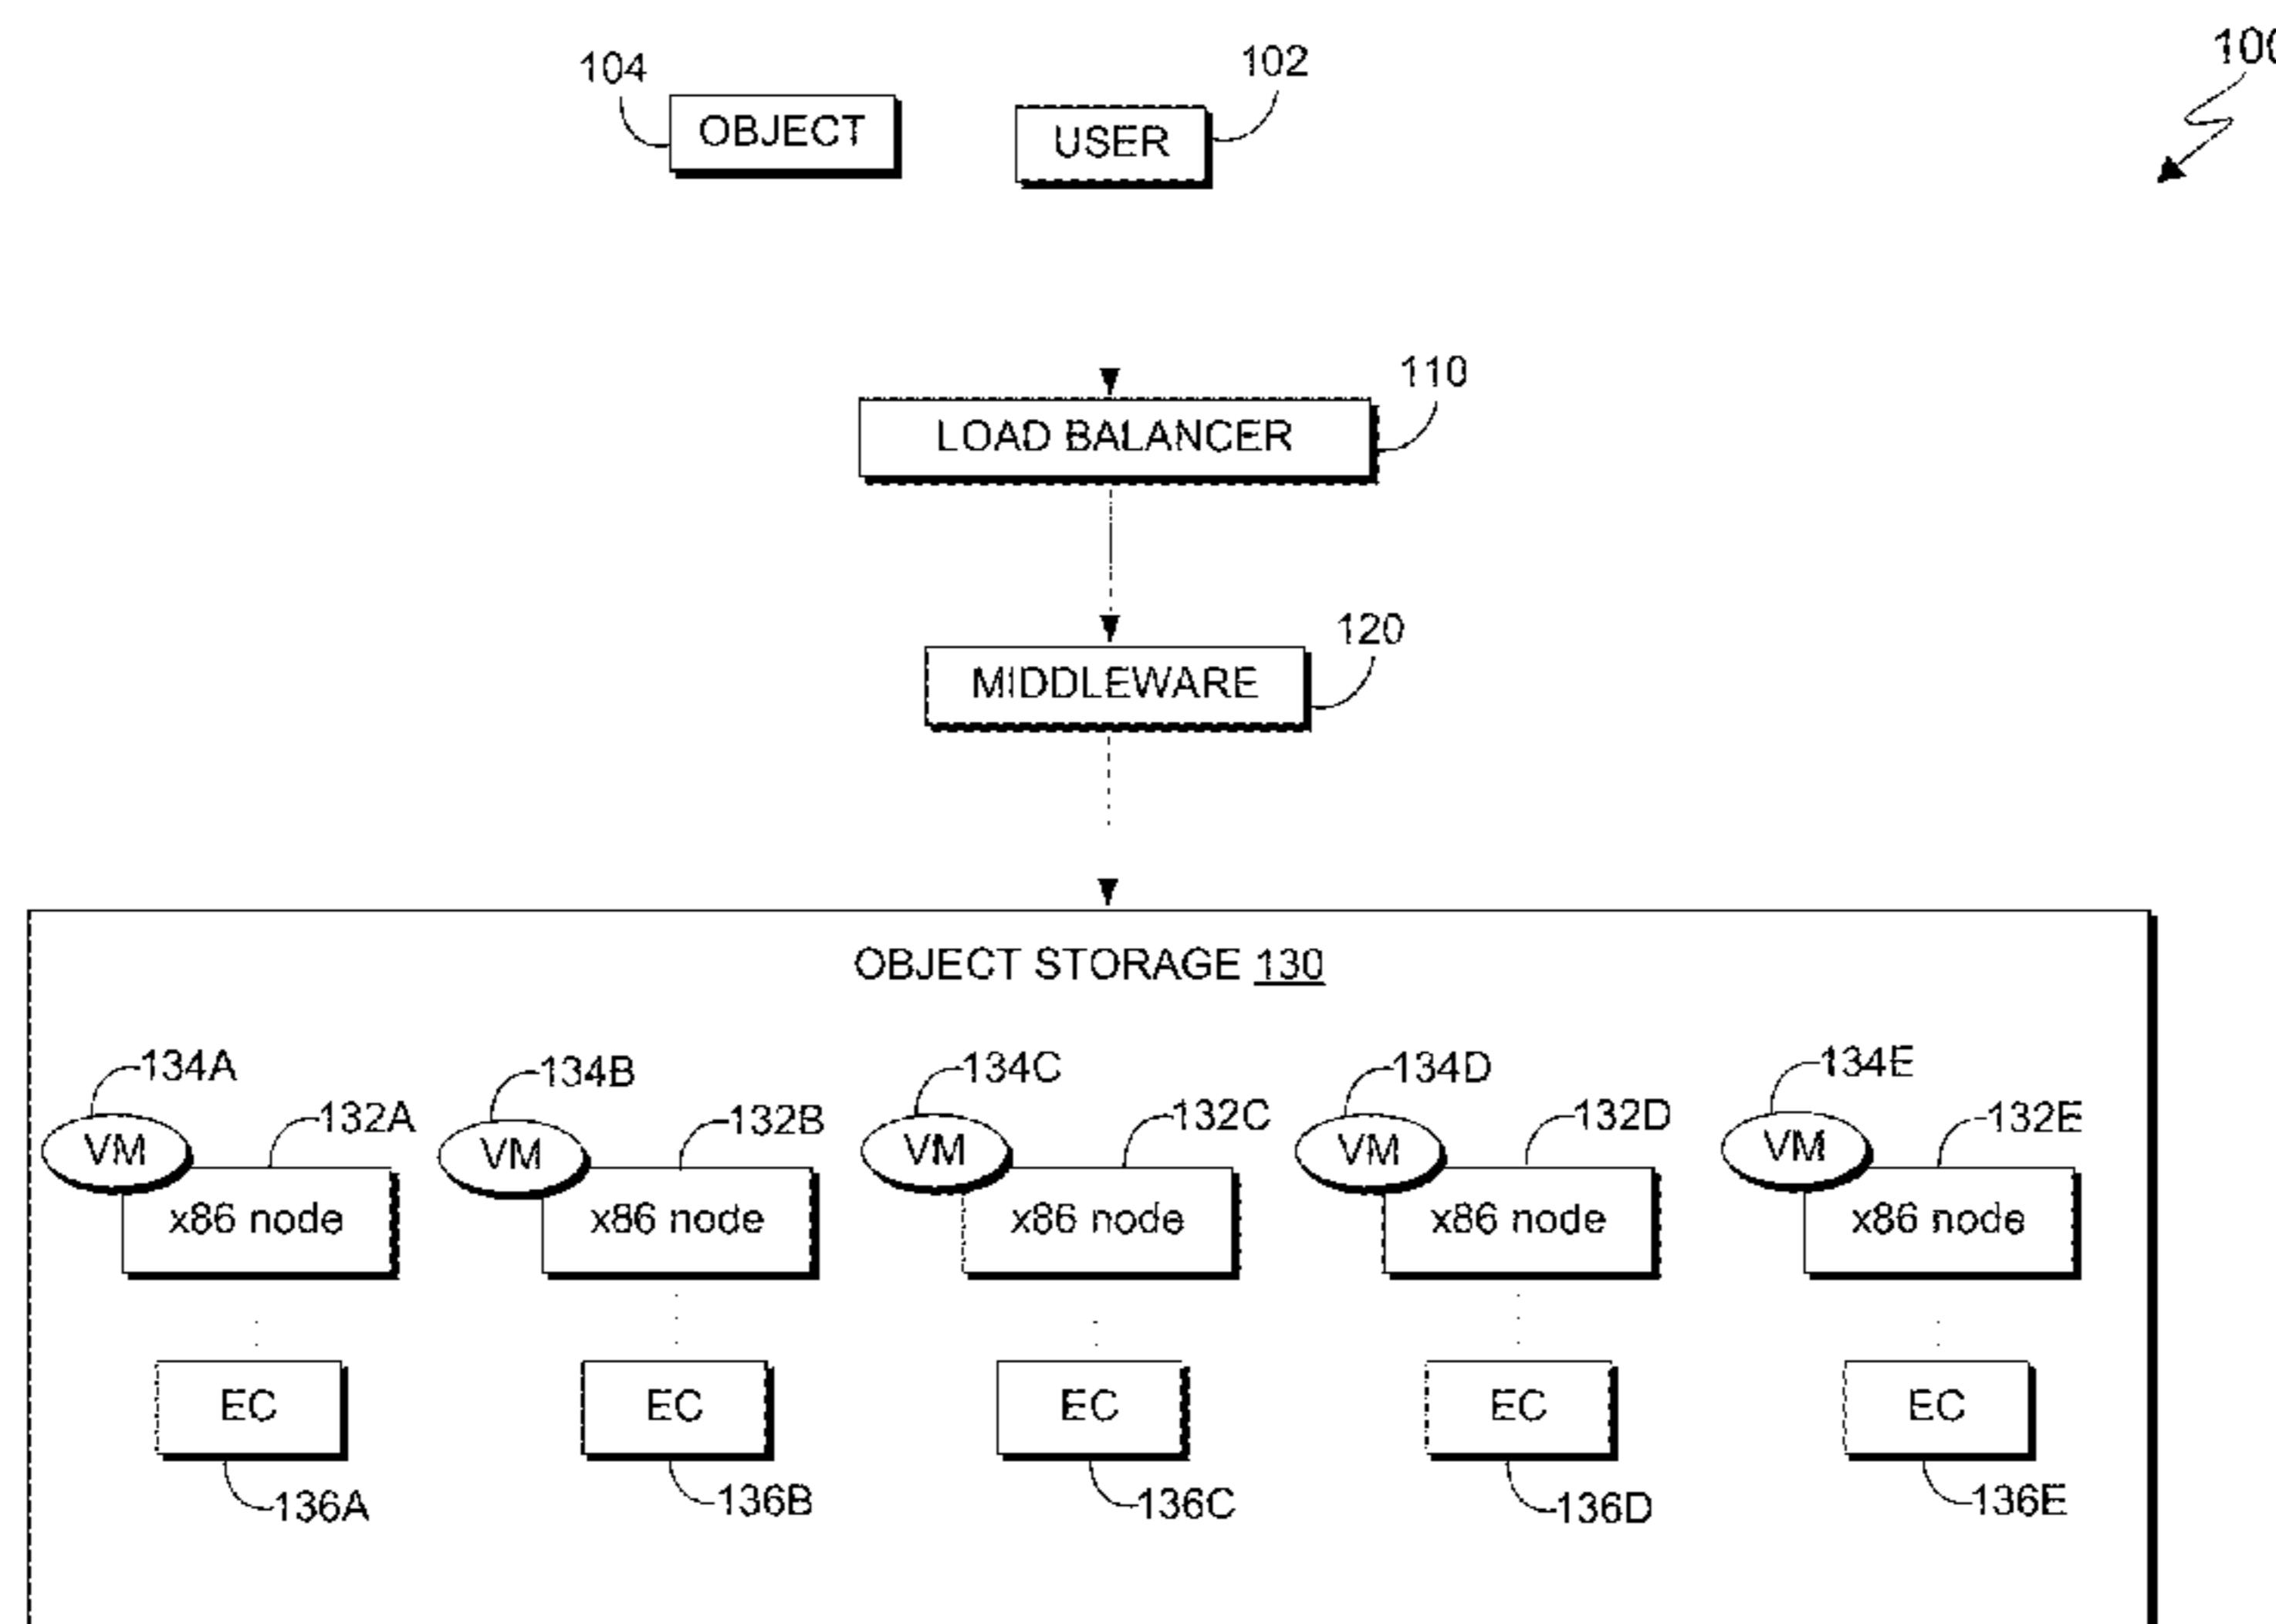 104
OBJECT
102
USER
100
110
LOAD BALANCER
120
MIDDLEWARE
OBJECT STORAGE 130
134A 134B 134C 134D 134E
VM VM VM VM VM
132A 132B 132C 132D 132E
x86 node x86 node x86 node x86 node x86 node
EC EC EC EC EC
136A 136B 136C 136D 136E